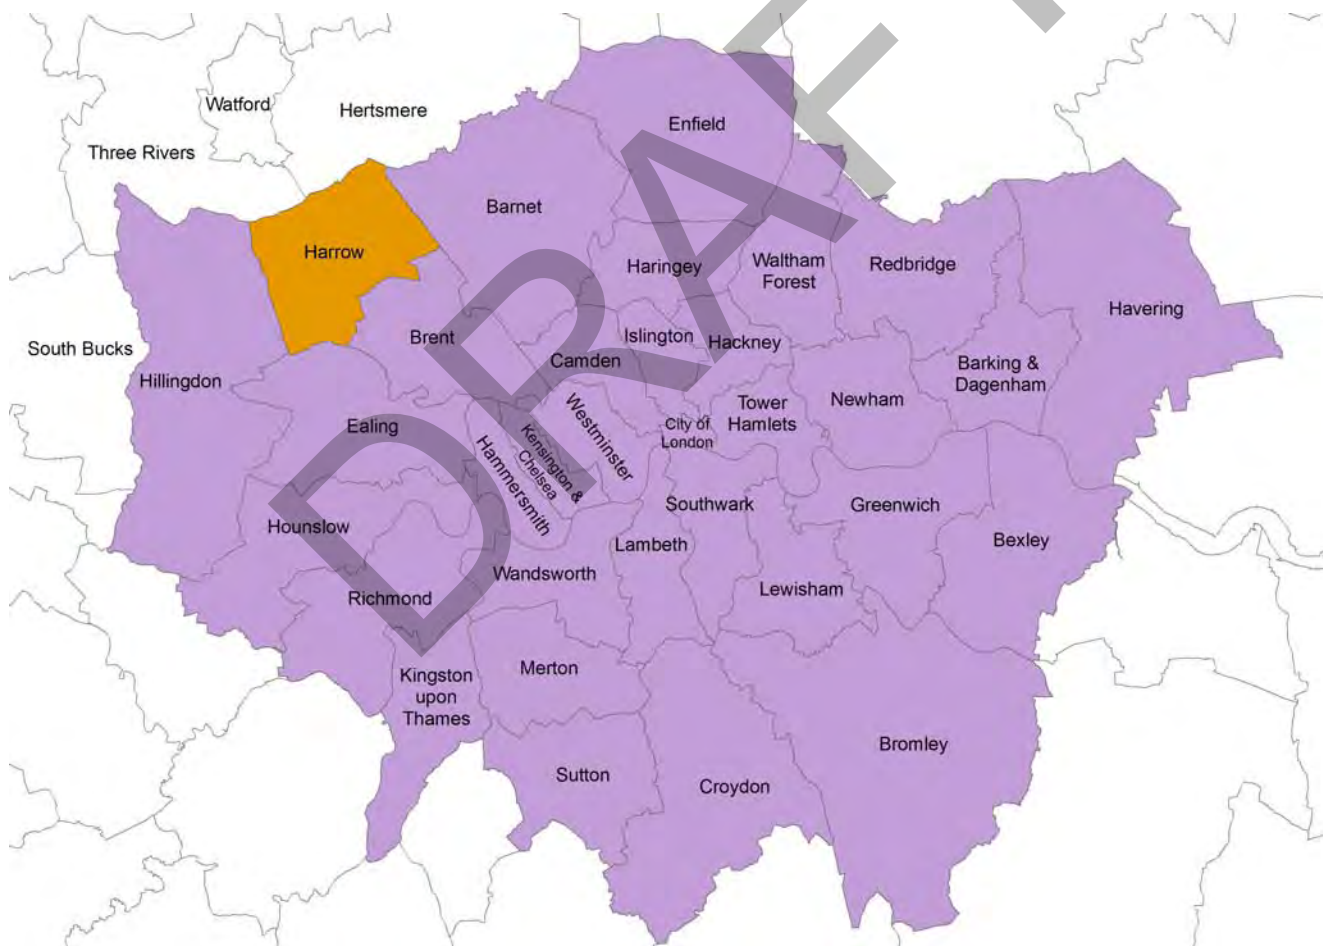 Watford
Hertsmere
Three Rivers
Enfield
Barnet
Harrow
Haringey
Waltham
Forest
Redbridge
Havering
South Bucks
Hillingdon
Brent
Camden
Islington
Hackney
Barking &
Dagenham
Ealing
Hammersmith
Kensington &
Chelsea
Westminster
City of
London
Tower
Hamlets
Newham
Hounslow
Southwark
Greenwich
Bexley
Lambeth
Wandsworth
Richmond
Lewisham
Kingston
upon
Thames
Merton
Sutton
Croydon
Bromley
DRAFT